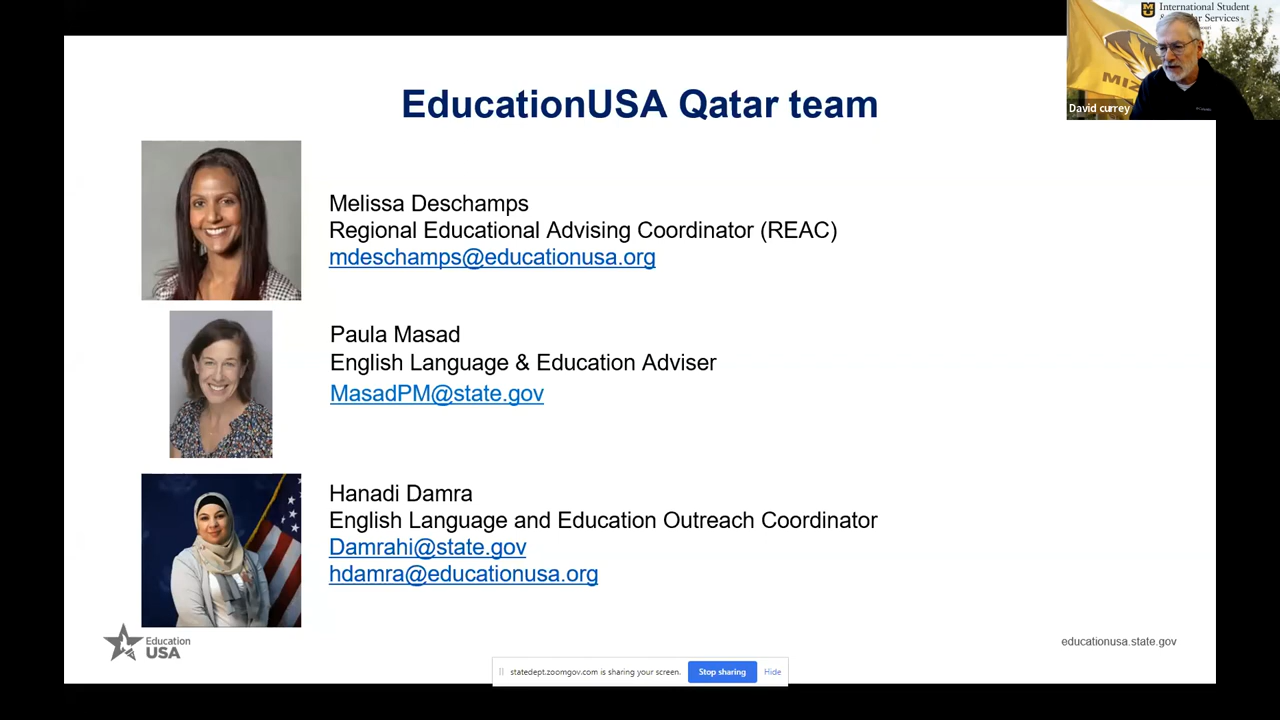 EducationUSA Qatar team
Melissa Deschamps
Regional Educational Advising Coordinator (REAC)
mdeschamps@educationusa.org
Paula Masad
English Language & Education Adviser
MasadPM@state.gov
Hanadi Damra
English Language and Education Outreach Coordinator
Damrahi@state.gov
hdamra@educationusa.org
Education
USA
educationusa.state.gov
statedept.zoomgov.com is sharing your screen.
Stop sharing
Hide
International Student
Services
MIZ
David currey